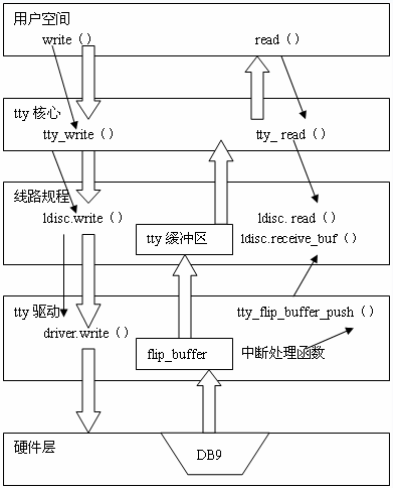 用户空间
write（） read（）
tty 核心
tty_write（） tty_ read（）
线路规程
ldisc.write（） ldisc. read（）
tty 缓冲区 ldisc.receive_buf（）
tty 驱动 tty_flip_buffer_push（）
driver.write（）
flip_buffer 中断处理函数
硬件层
DB9